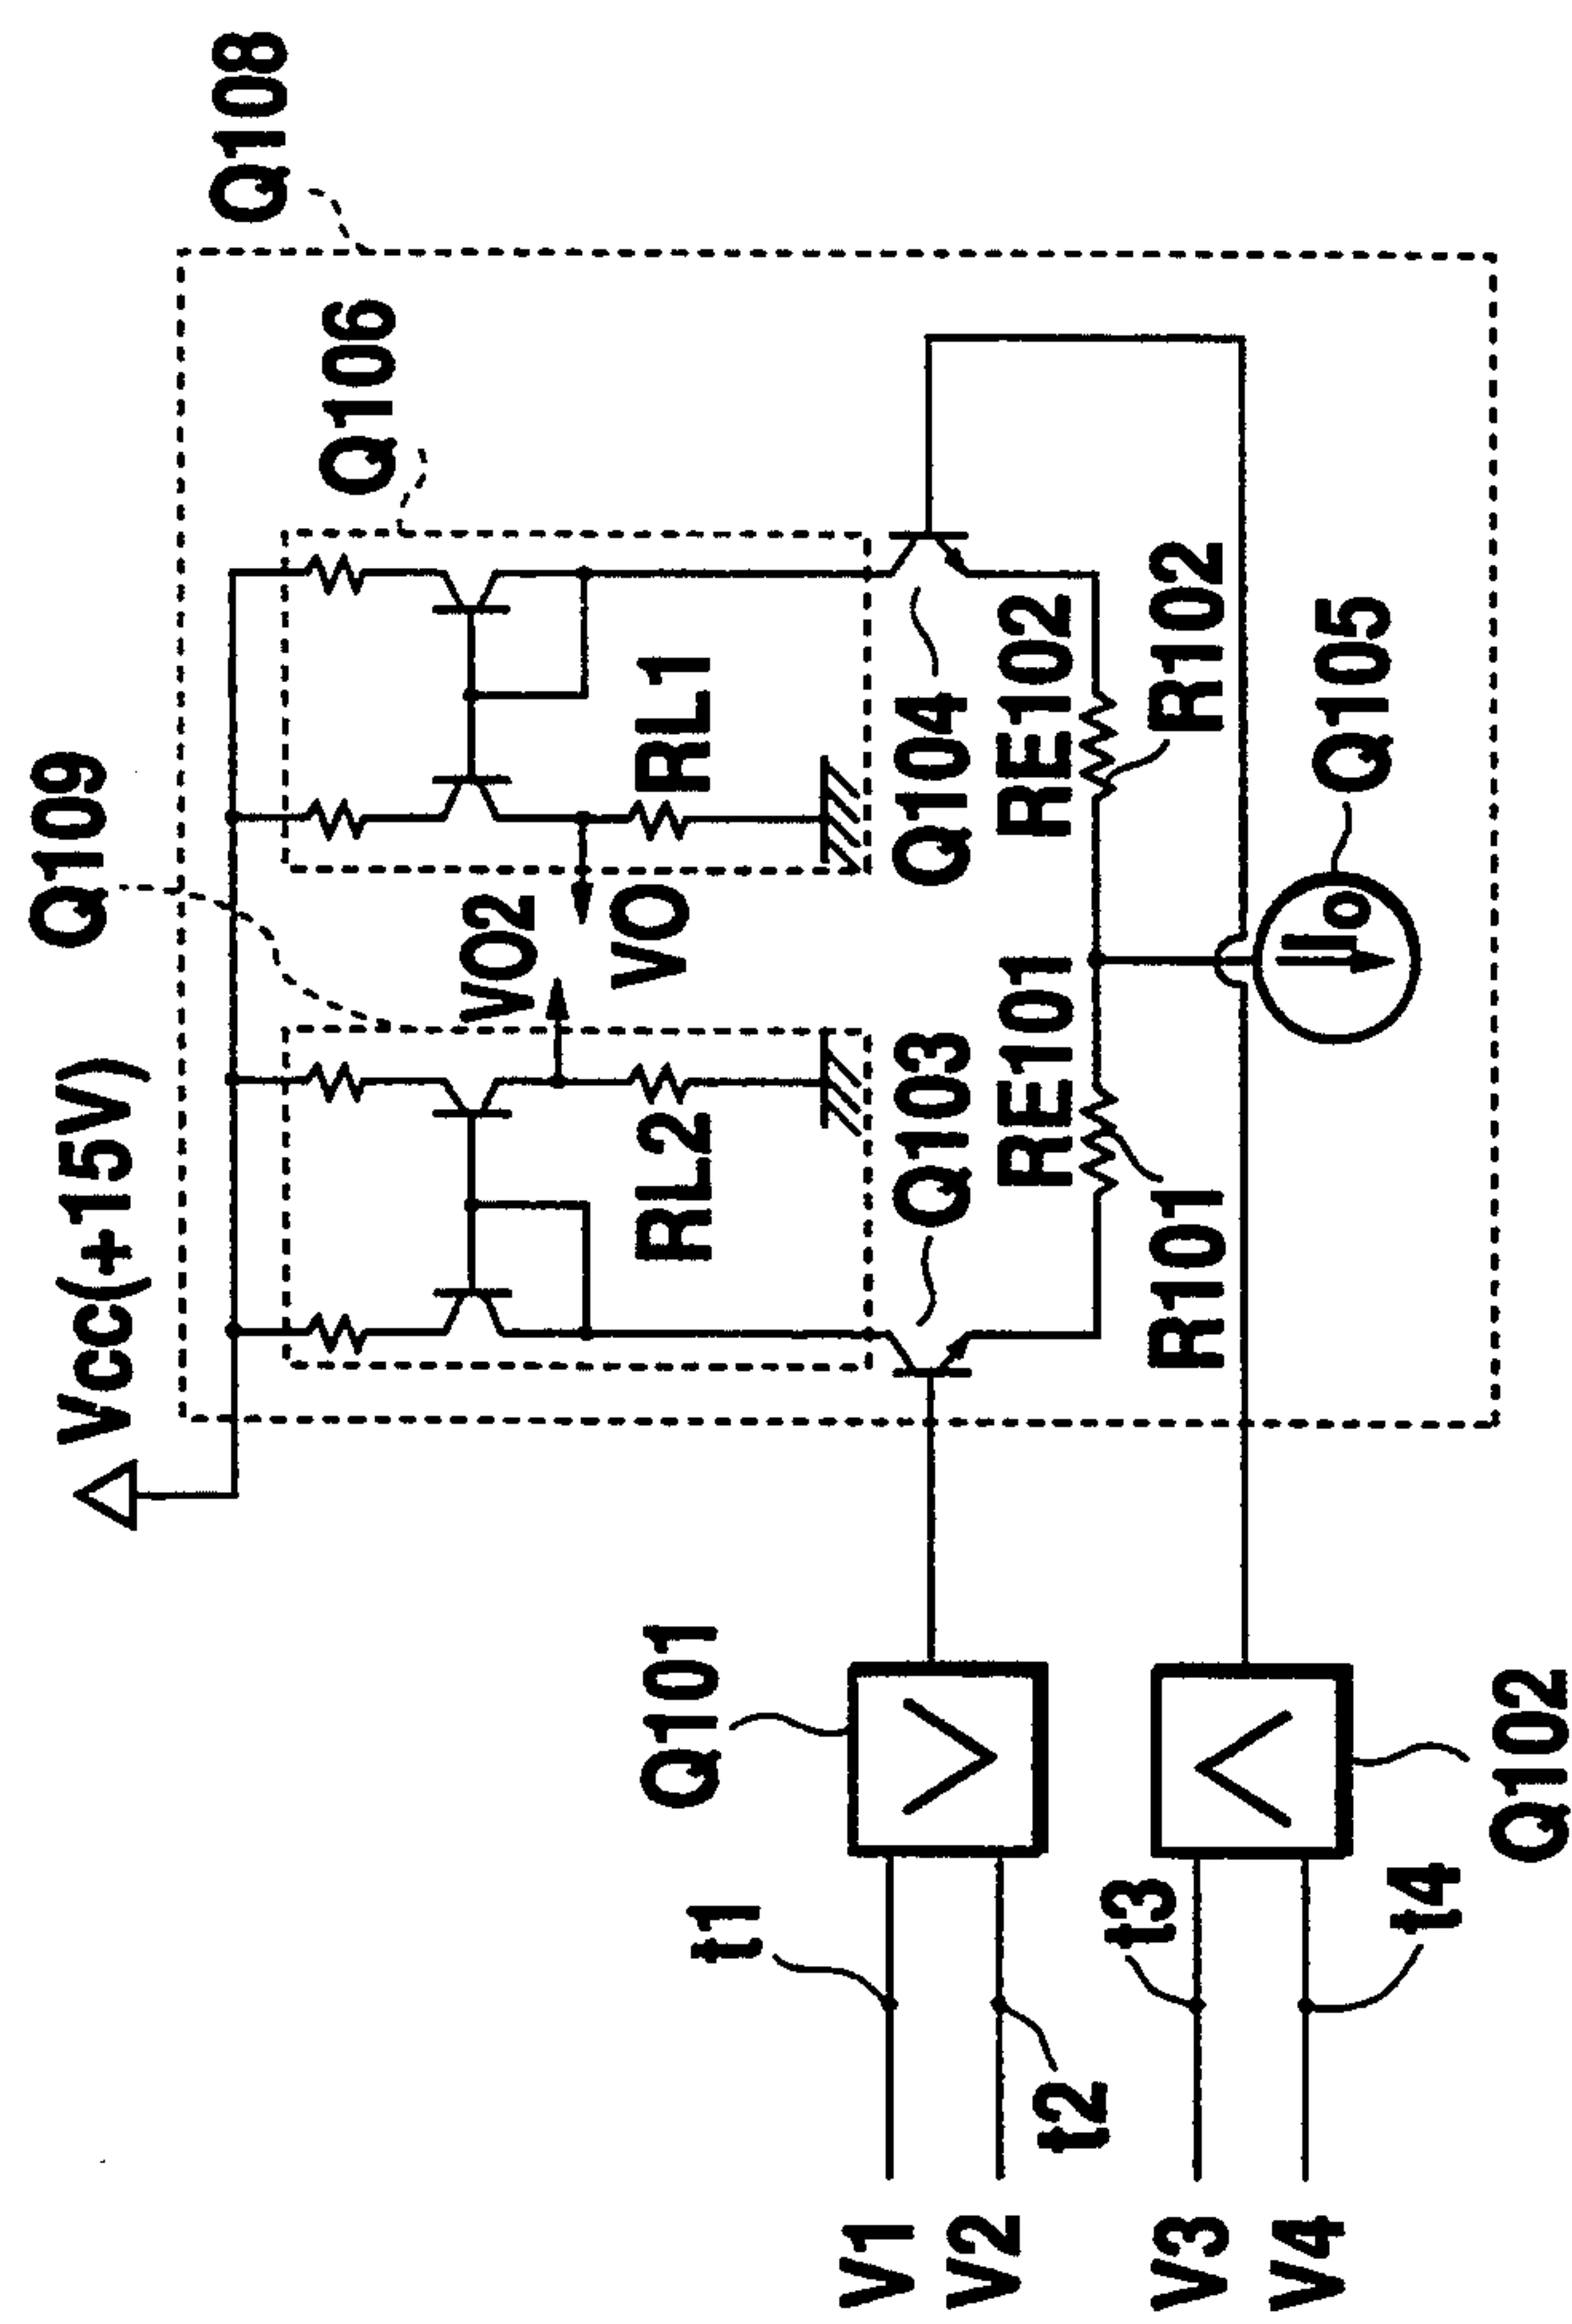 Q108
Vcc(+15V)
Q109
Q106
VO2
VO
RL2
RL1
Q103
Q104
RE101
RE102
R101
R102
Q105
Io
Q101
t1
t2
V1
V2
t3
t4
V3
V4
Q102